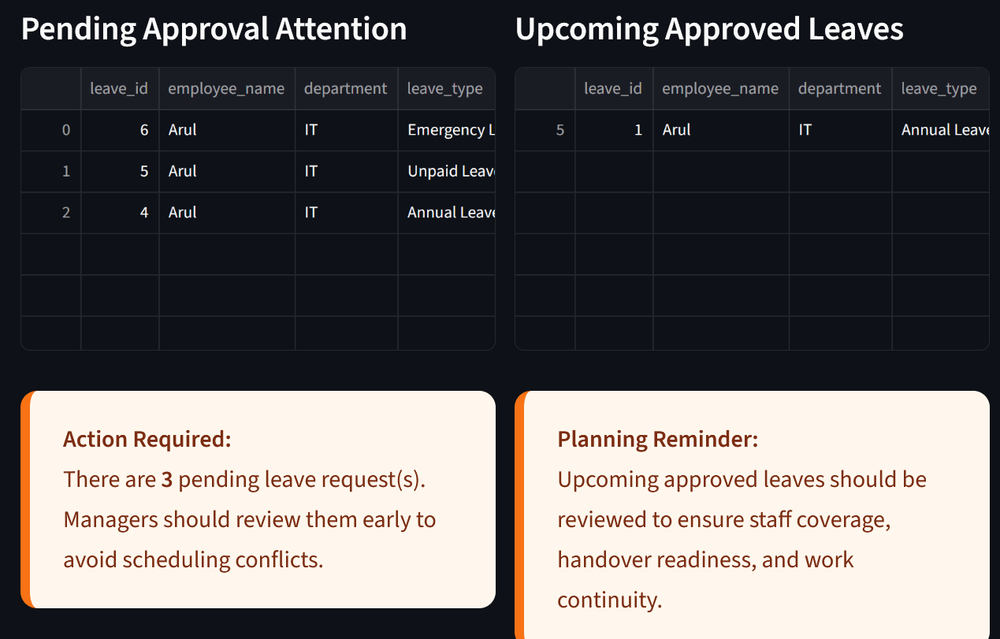 Pending Approval Attention
leave_id employee_name department leave_type
0 6 Arul IT Emergency L
1 5 Arul IT Unpaid Leav
2 4 Arul IT Annual Leave
Action Required:
There are 3 pending leave request(s).
Managers should review them early to
avoid scheduling conflicts.
Upcoming Approved Leaves
leave_id employee_name department leave_type
5 1 Arul IT Annual Leave
Planning Reminder:
Upcoming approved leaves should be
reviewed to ensure staff coverage,
handover readiness, and work
continuity.